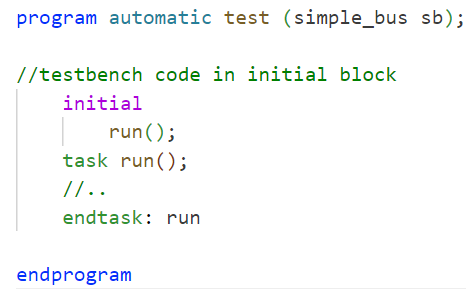 program automatic test (simple_bus sb);
//testbench code in initial block
initial
run();
task run();
//..
endtask: run
endprogram